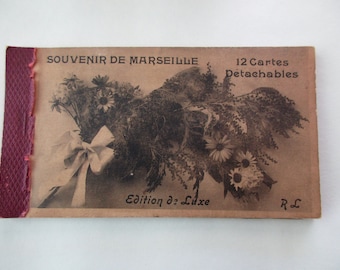 SOUVENIR DE MARSEILLE
12 Cartes
Detachables
Edition de Luxe
R L